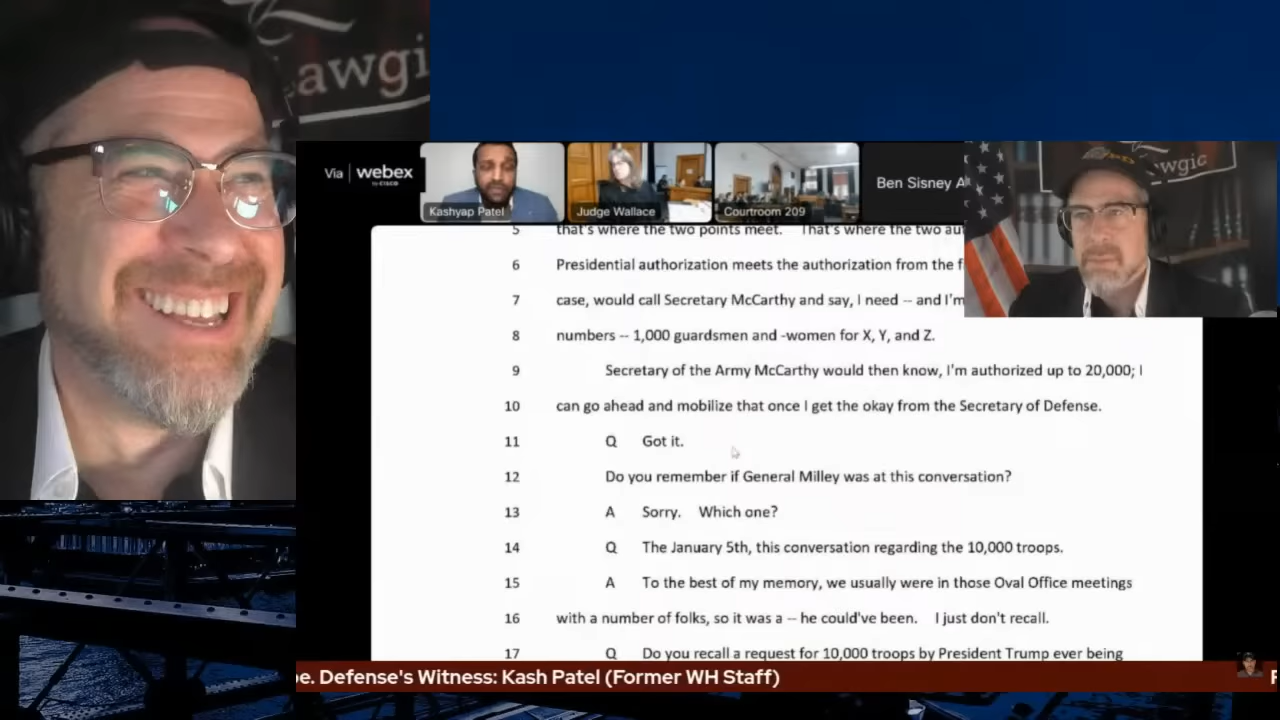 Lawgi
Via webex
by CISCO
Kashyap Patel
Judge Wallace
Courtroom 209
Ben Sisney A
wgic
5 that's where the two points meet. That's where the two au
6 Presidential authorization meets the authorization from the fi
7 case, would call Secretary McCarthy and say, I need -- and I'm
8 numbers -- 1,000 guardsmen and -women for X, Y, and Z.
9 Secretary of the Army McCarthy would then know, I'm authorized up to 20,000; I
10 can go ahead and mobilize that once I get the okay from the Secretary of Defense.
11 Q Got it.
12 Do you remember if General Milley was at this conversation?
13 A Sorry. Which one?
14 Q The January 5th, this conversation regarding the 10,000 troops.
15 A To the best of my memory, we usually were in those Oval Office meetings
16 with a number of folks, so it was a -- he could've been. I just don't recall.
17 Q Do you recall a request for 10,000 troops by President Trump ever being
e. Defense's Witness: Kash Patel (Former WH Staff)